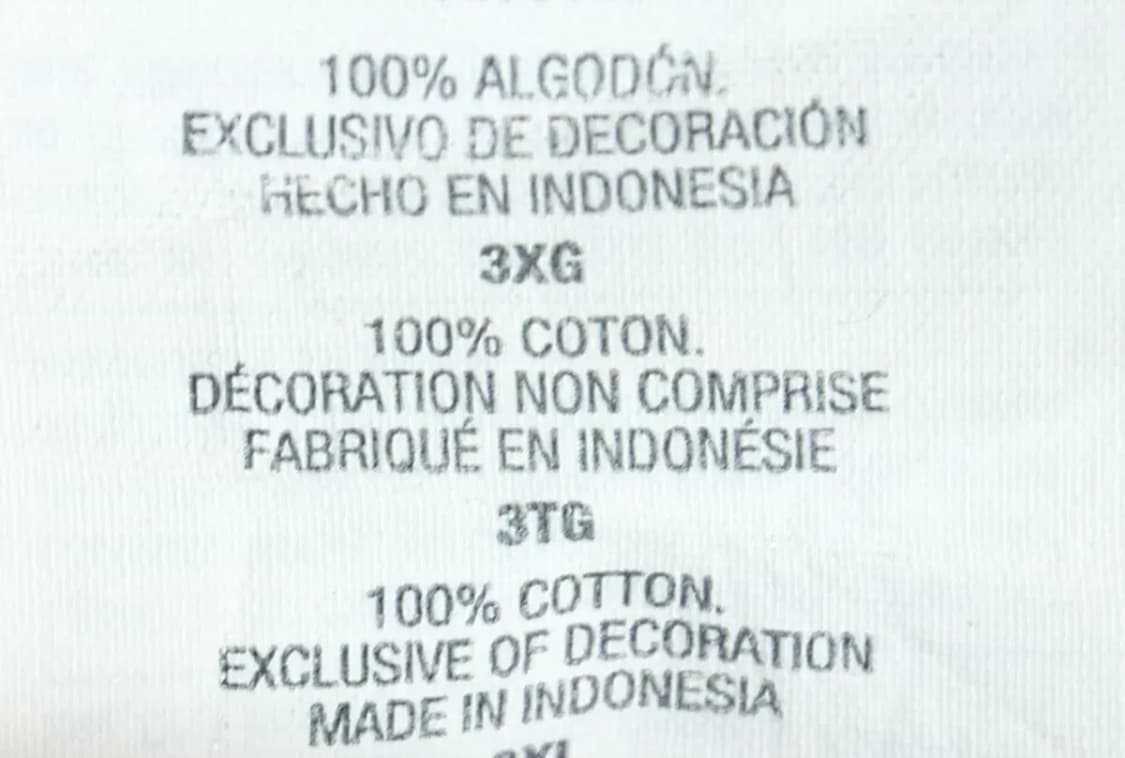 100% ALGODÓN.
EXCLUSIVO DE DECORACIÓN
HECHO EN INDONESIA
3XG
100% COTON.
DÉCORATION NON COMPRISE
FABRIQUÉ EN INDONÉSIE
3TG
100% COTTON.
EXCLUSIVE OF DECORATION
MADE IN INDONESIA